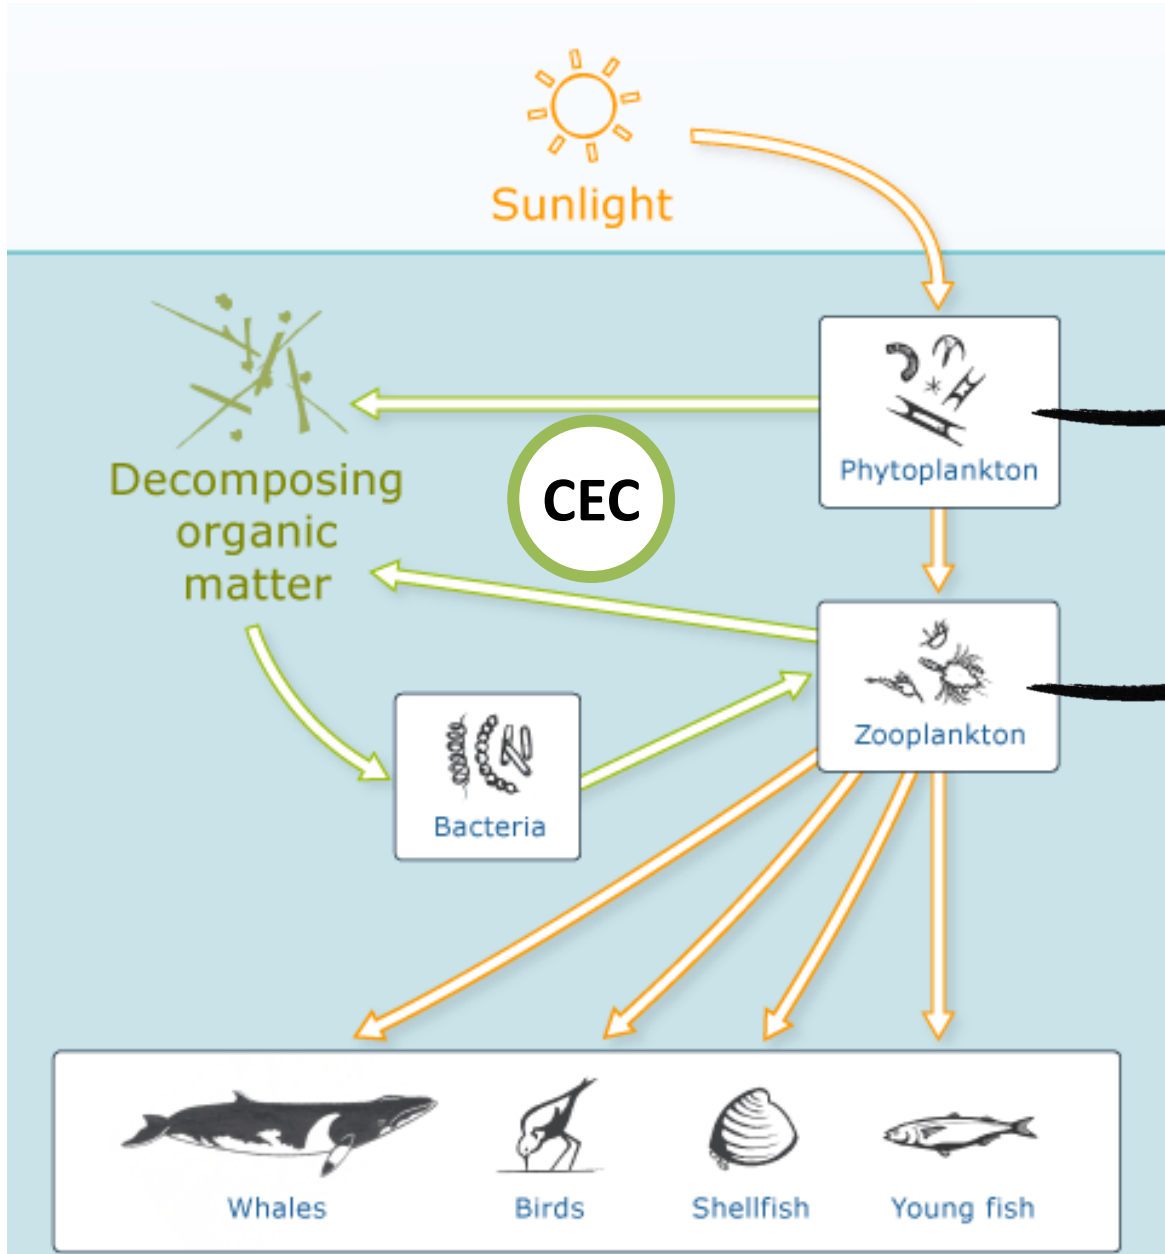 Sunlight
Phytoplankton
Decomposing
organic
matter
CEC
Zooplankton
Bacteria
Whales
Birds
Shellfish
Young fish